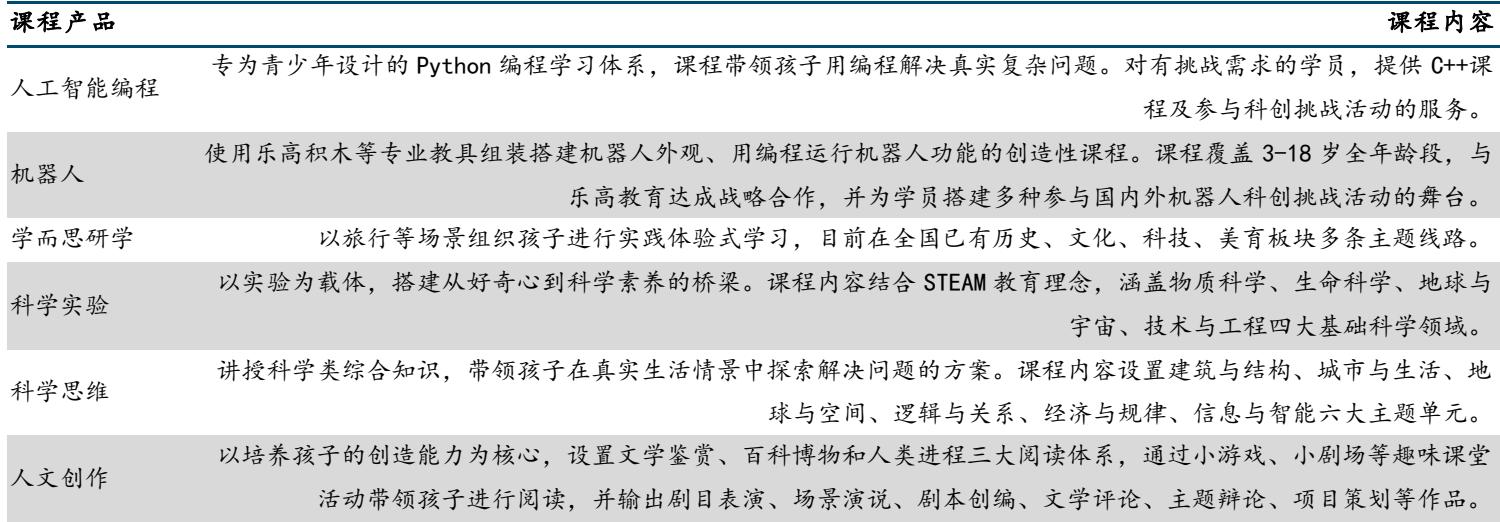 课程产品 课程内容
人工智能编程 专为青少年设计的 Python 编程学习体系，课程带领孩子用编程解决真实复杂问题。对有挑战需求的学员，提供 C++课
程及参与科创挑战活动的服务。
机器人 使用乐高积木等专业教具组装搭建机器人外观、用编程运行机器人功能的创造性课程。课程覆盖 3-18 岁全年龄段，与
乐高教育达成战略合作，并为学员搭建多种参与国内外机器人科创挑战活动的舞台。
学而思研学 以旅行等场景组织孩子进行实践体验式学习，目前在全国已有历史、文化、科技、美育板块多条主题线路。
科学实验 以实验为载体，搭建从好奇心到科学素养的桥梁。课程内容结合 STEAM 教育理念，涵盖物质科学、生命科学、地球与
宇宙、技术与工程四大基础科学领域。
科学思维 讲授科学类综合知识，带领孩子在真实生活情景中探索解决问题的方案。课程内容设置建筑与结构、城市与生活、地
球与空间、逻辑与关系、经济与规律、信息与智能六大主题单元。
人文创作 以培养孩子的创造能力为核心，设置文学鉴赏、百科博物和人类进程三大阅读体系，通过小游戏、小剧场等趣味课堂
活动带领孩子进行阅读，并输出剧目表演、场景演说、剧本创编、文学评论、主题辩论、项目策划等作品。